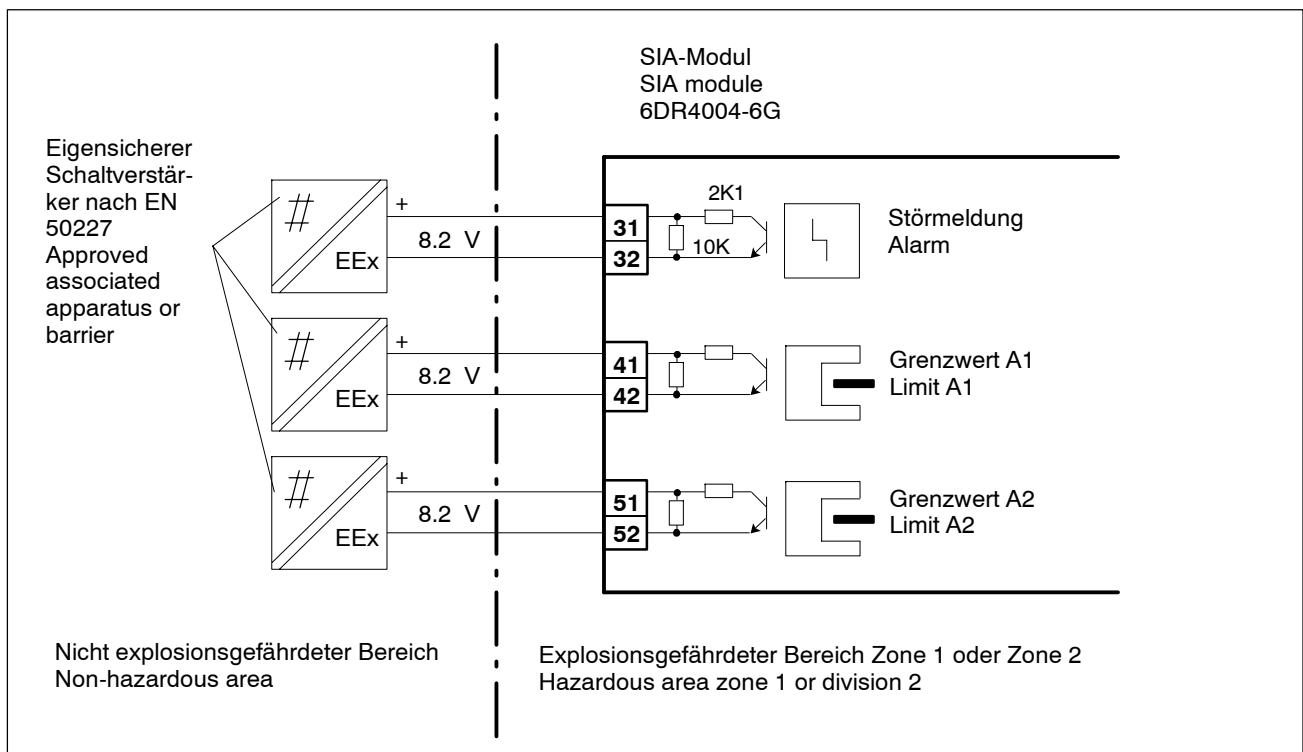 SIA-Modul
SIA module
6DR4004-6G
Eigensicherer
Schaltverstär-
ker nach EN
50227
Approved
associated
apparatus or
barrier
+
8.2 V
EEx
31
32
2K1
10K
Störmeldung
Alarm
+
8.2 V
EEx
41
42
Grenzwert A1
Limit A1
+
8.2 V
EEx
51
52
Grenzwert A2
Limit A2
Nicht explosionsgefährdeter Bereich
Non-hazardous area
Explosionsgefährdeter Bereich Zone 1 oder Zone 2
Hazardous area zone 1 or division 2